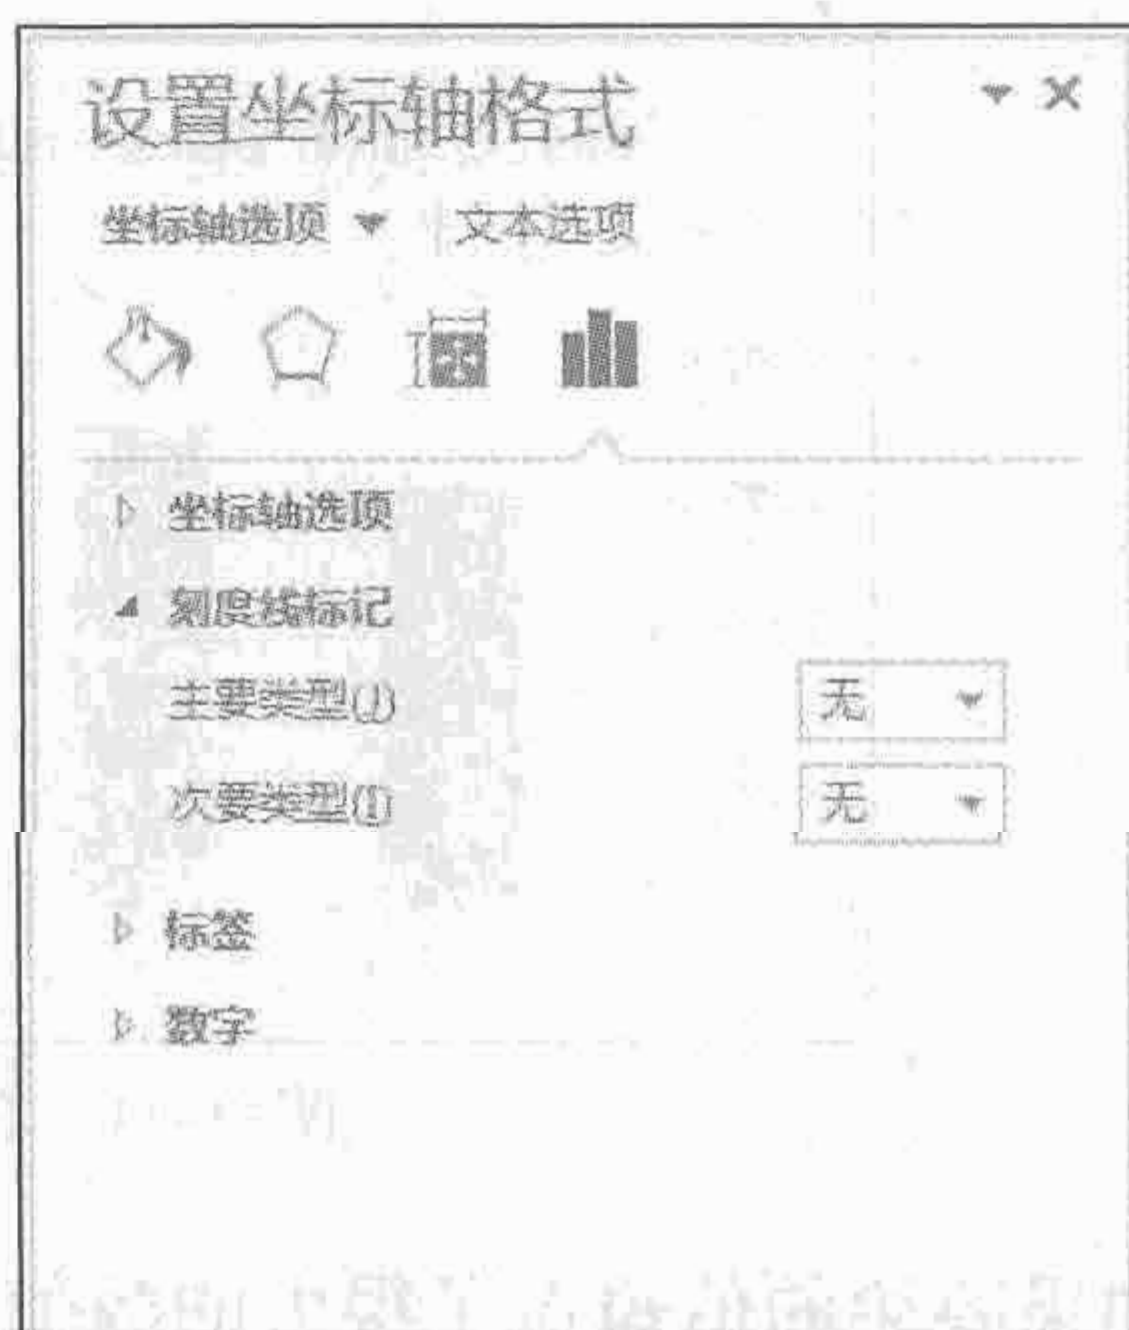 设置坐标轴格式
坐标轴选项 文本选项
坐标轴选项
刻度线标记
主要类型(J) 无
次要类型(I) 无
标签
数字